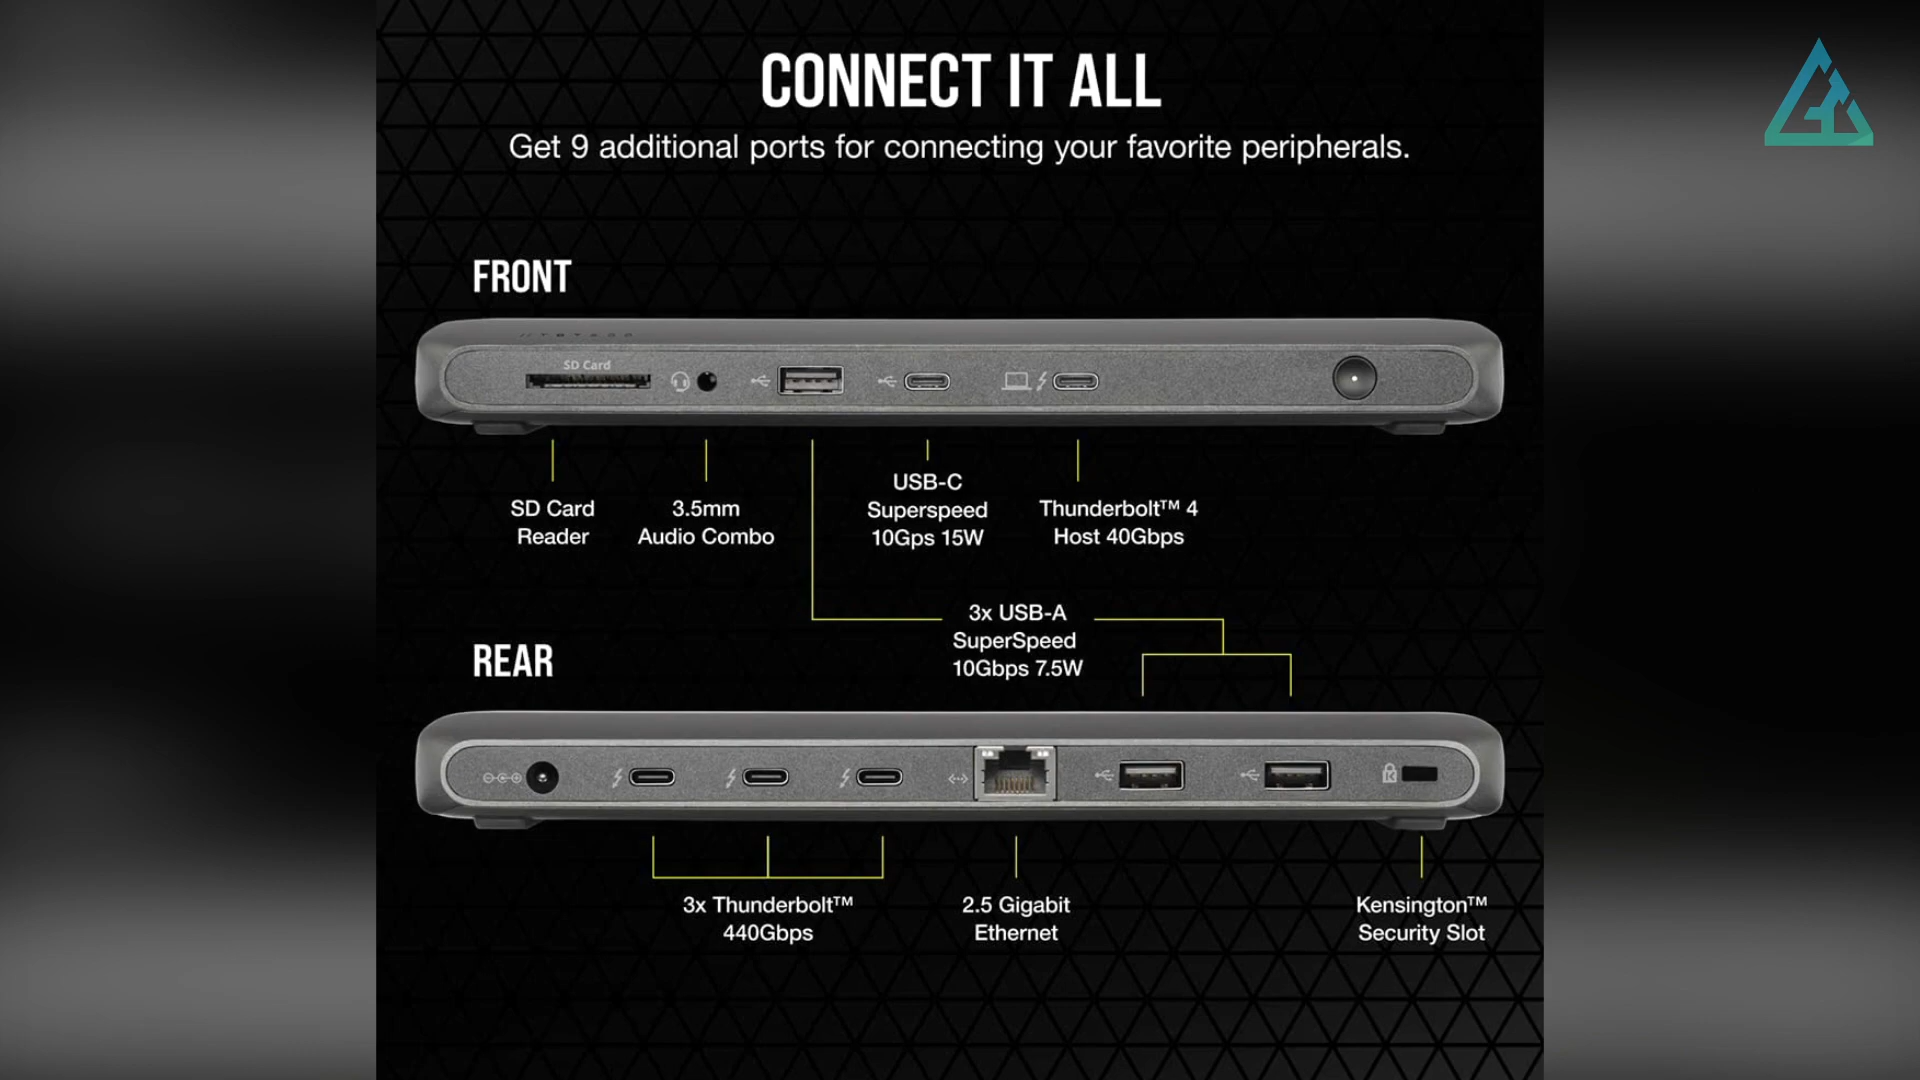 CONNECT IT ALL
Get 9 additional ports for connecting your favorite peripherals.
FRONT
SD Card
SD Card
Reader
3.5mm
Audio Combo
USB-C
Superspeed
10Gps 15W
Thunderbolt™ 4
Host 40Gbps
3x USB-A
SuperSpeed
10Gbps 7.5W
REAR
3x Thunderbolt™
440Gbps
2.5 Gigabit
Ethernet
Kensington™
Security Slot